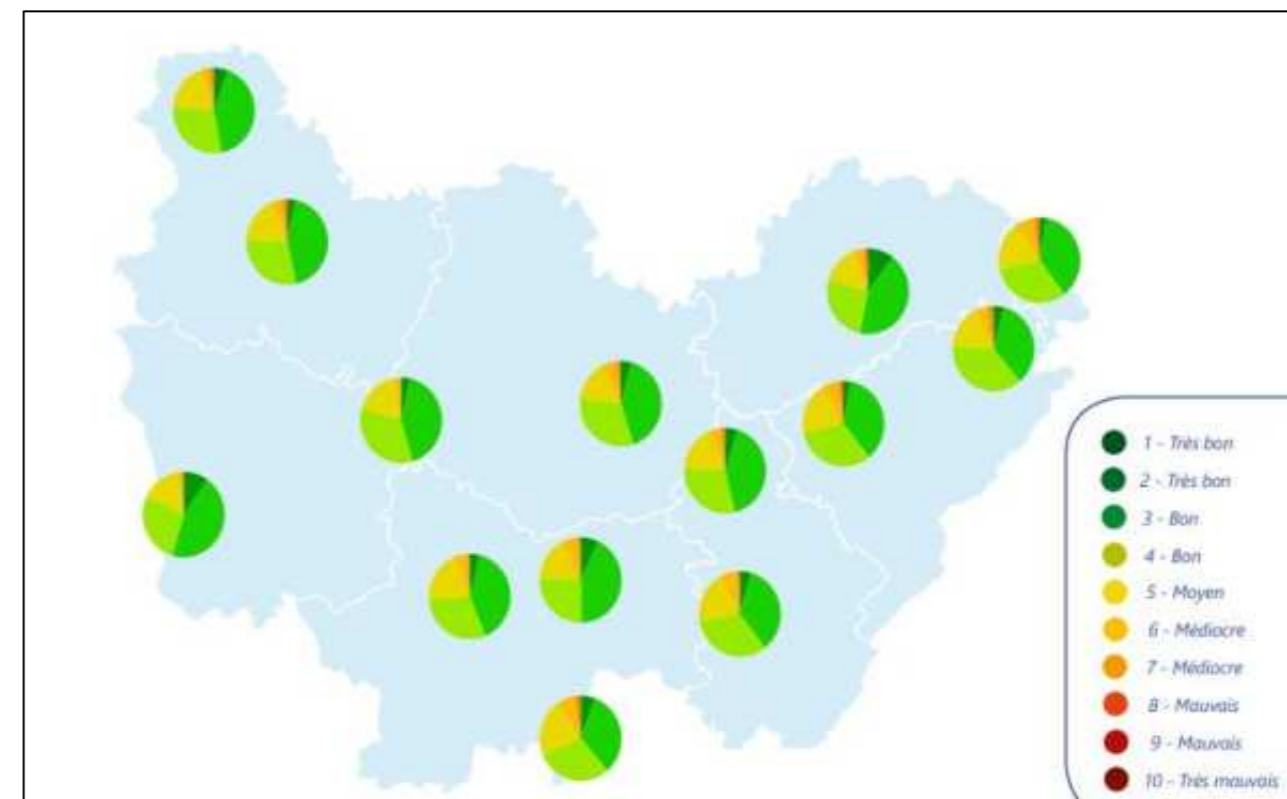 1 - Très bon
2 - Très bon
3 - Bon
4 - Bon
5 - Moyen
6 - Médiocre
7 - Médiocre
8 - Mauvais
9 - Mauvais
10 - Très mauvais